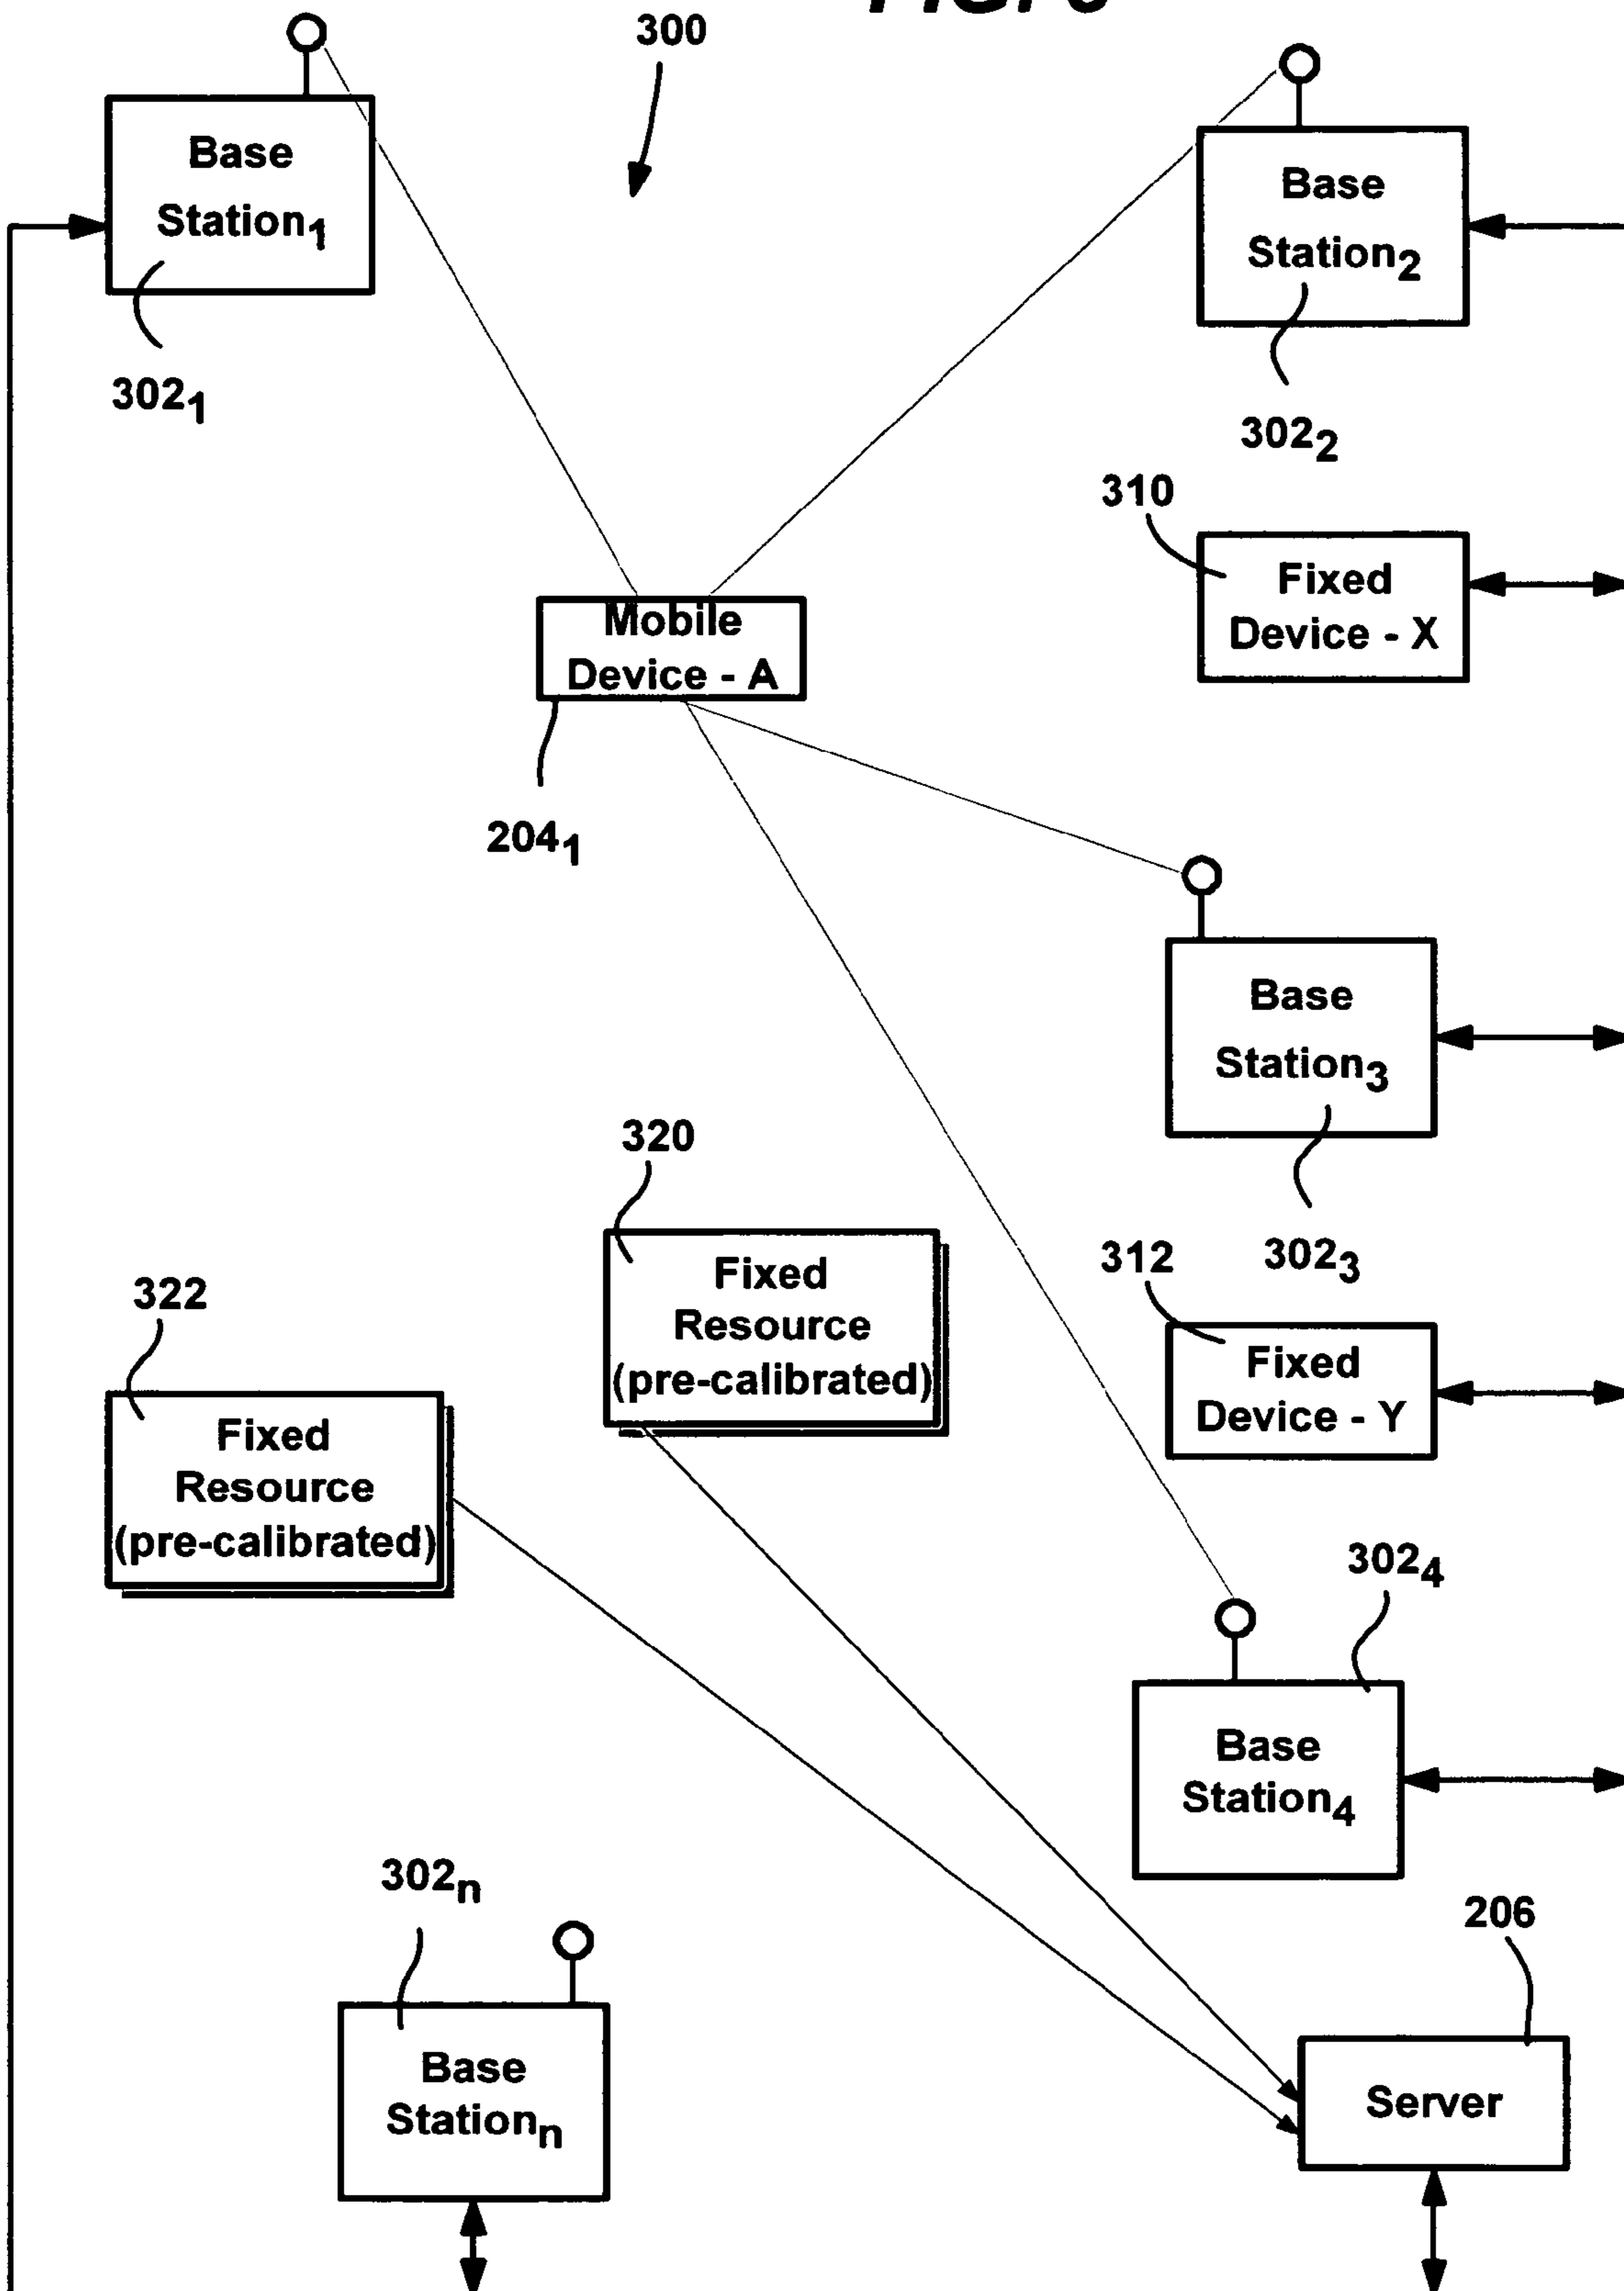 300
Base
Station₁
302₁
Base
Station₂
302₂
310
Fixed
Device - X
Mobile
Device - A
204₁
Base
Station₃
302₃
320
Fixed
Resource
(pre-calibrated)
322
Fixed
Resource
(pre-calibrated)
312
Fixed
Device - Y
302₄
Base
Station₄
302ₙ
Base
Stationₙ
206
Server